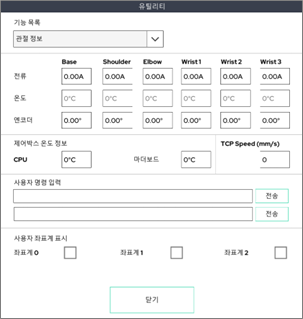 유틸리티
기능 목록
관절 정보
Base Shoulder Elbow Wrist 1 Wrist 2 Wrist 3
전류 0.00A 0.00A 0.00A 0.00A 0.00A 0.00A
온도 0°C 0°C 0°C 0°C 0°C 0°C
엔코더 0.00° 0.00° 0.00° 0.00° 0.00° 0.00°
제어박스 온도 정보 TCP Speed (mm/s)
CPU 0°C 마더보드 0°C 0
사용자 명령 입력
전송
전송
사용자 좌표계 표시
좌표계 0 좌표계 1 좌표계 2
닫기